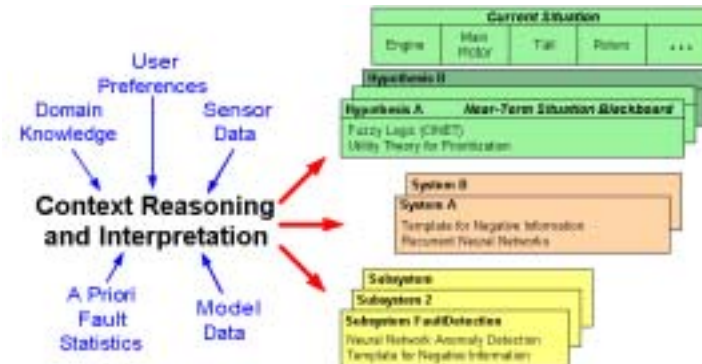 User
Preferences
Domain
Knowledge
Sensor
Data
Context Reasoning
and Interpretation
A Priori
Fault
Statistics
Model
Data
Current Situation
Engine
Main
Tail
Rotors
...
Hypothesis B
Hypothesis A
Near-Term Situation Blackboard
Fuzzy Logic
Utility Theory for Prioritization
System B
System A
Template for Negative Information
Recurrent Neural Networks
Subsystem
Subsystem 2
Subsystem FaultDetection
Neural Network Anomaly Detection
Template for Negative Information